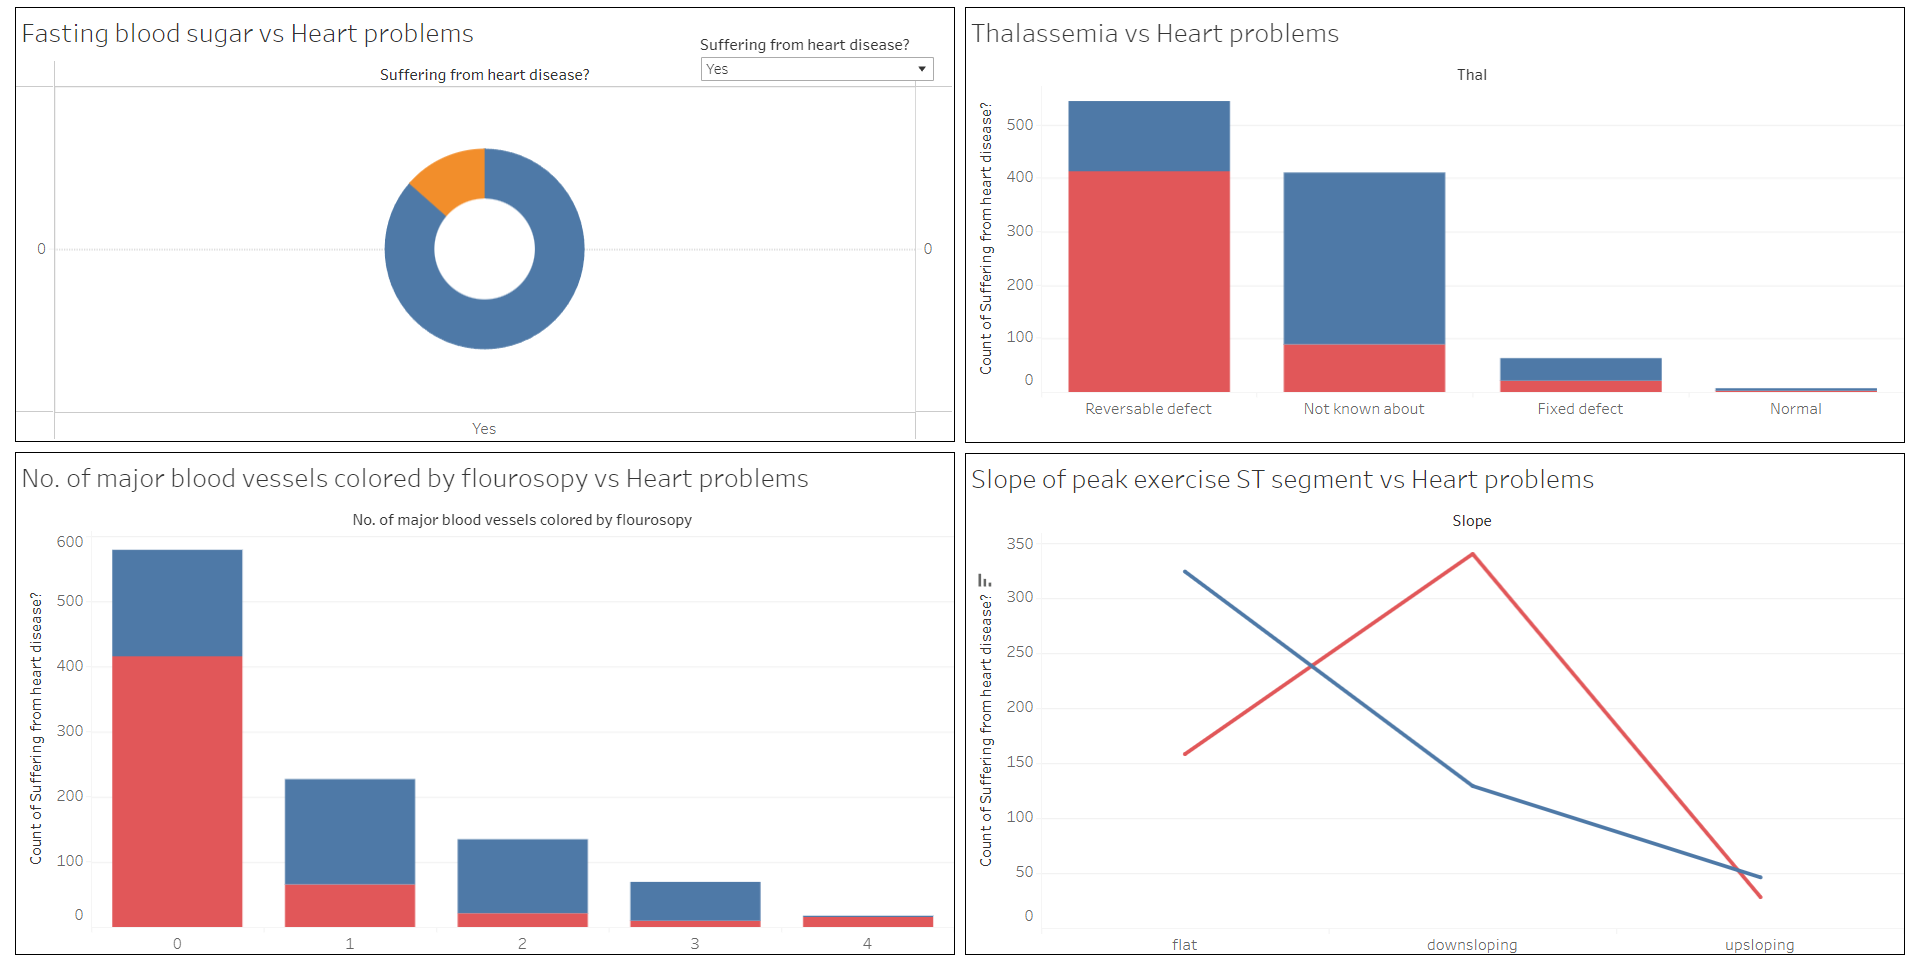 Fasting blood sugar vs Heart problems
Suffering from heart disease?
Yes
Suffering from heart disease?
0
0
Yes
Thalassemia vs Heart problems
Thal
Count of Suffering from heart disease?
500
400
300
200
100
0
Reversable defect
Not known about
Fixed defect
Normal
No. of major blood vessels colored by flourosopy vs Heart problems
No. of major blood vessels colored by flourosopy
Count of Suffering from heart disease?
600
500
400
300
200
100
0
0
1
2
3
4
Slope of peak exercise ST segment vs Heart problems
Slope
Count of Suffering from heart disease?
350
300
250
200
150
100
50
0
flat
downsloping
upsloping